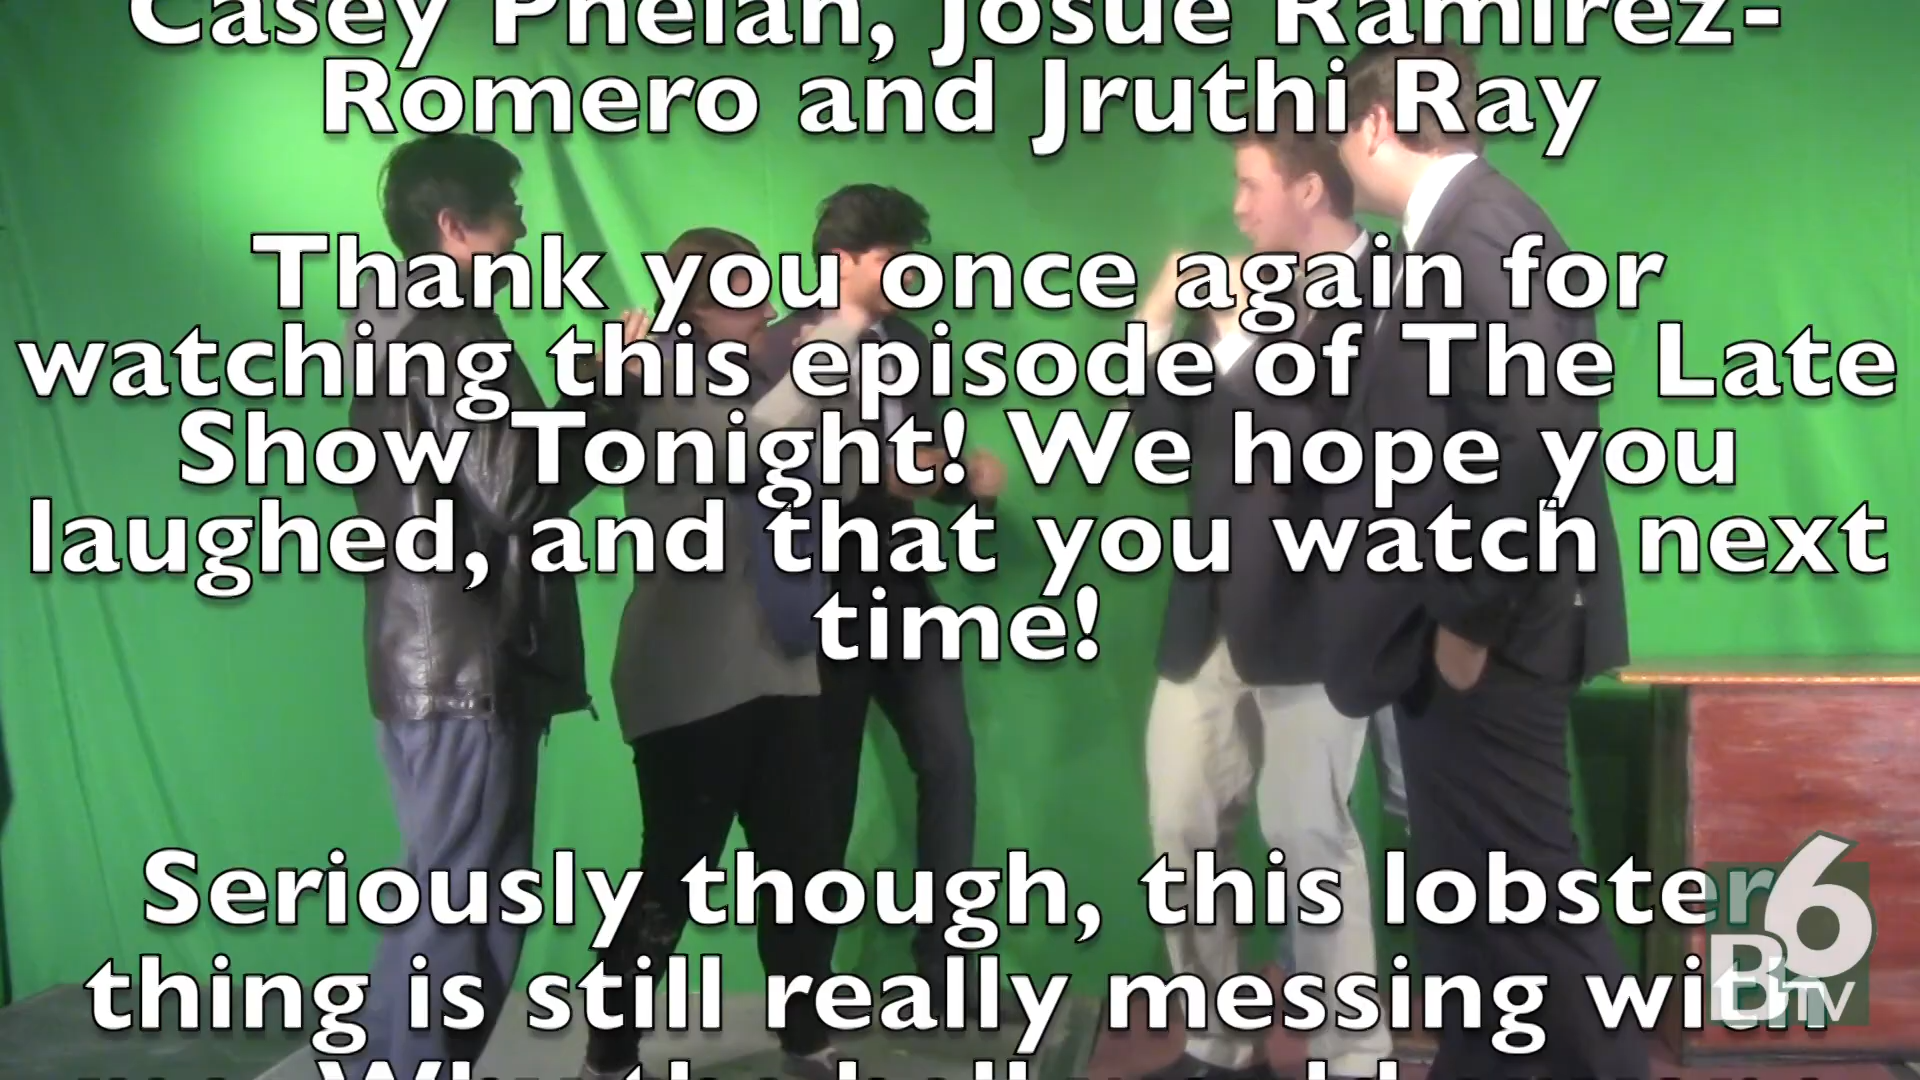 Casey Phelan, Josue Ramirez-
Romero and Jruthi Ray
Thank you once again for
watching this episode of The Late
Show Tonight! We hope you
laughed, and that you watch next
time!
Seriously though, this lobster
thing is still really messing with
6
BTV